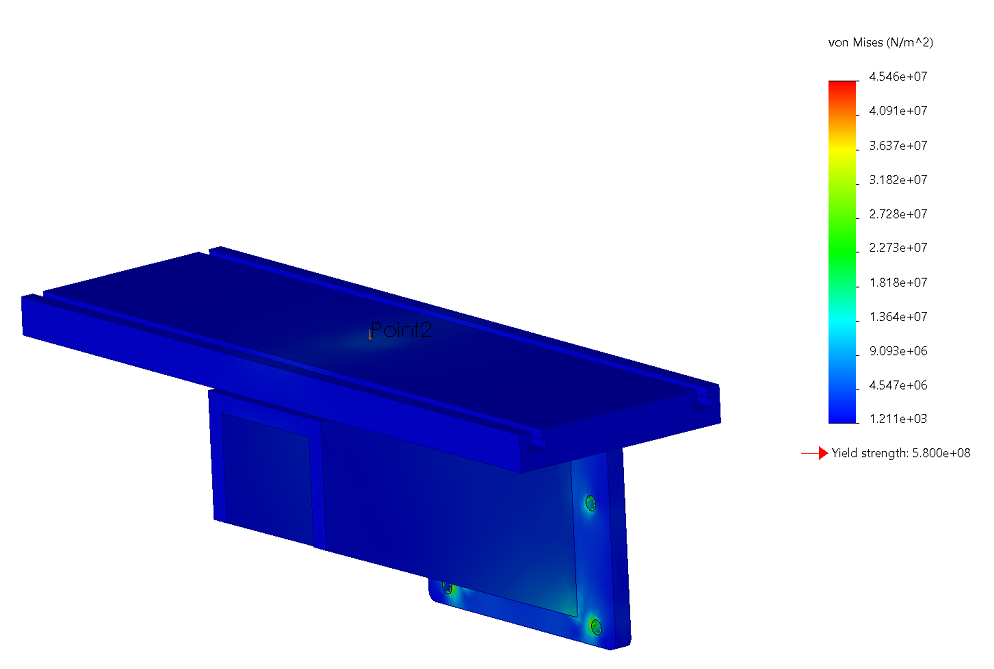 von Mises (N/m^2)
4.546e+07
4.091e+07
3.637e+07
3.182e+07
2.728e+07
2.273e+07
1.818e+07
1.364e+07
9.093e+06
4.547e+06
1.211e+03
Yield strength: 5.800e+08
Point2